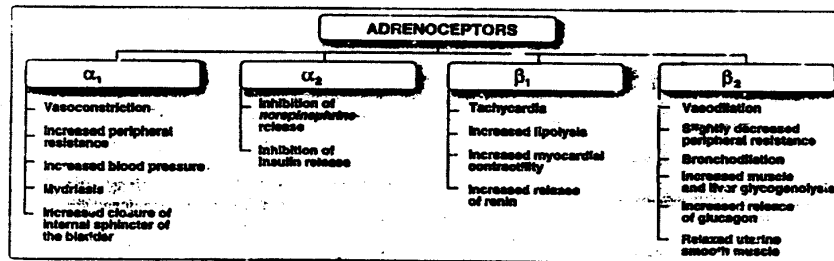 ADRENOCEPTORS
α1
Vasoconstriction
Increased peripheral
resistance
Increased blood pressure
Mydriasis
Increased closure of
internal sphincter of
the bladder
α2
Inhibition of
norepinephrine
release
Inhibition of
insulin release
β1
Tachycardia
Increased lipolysis
Increased myocardial
contractility
Increased release
of renin
β2
Vasodilation
Slightly decreased
peripheral resistance
Bronchodilation
Increased muscle
and liver glycogenolysis
Increased release
of glucagon
Relaxed uterine
smooth muscle